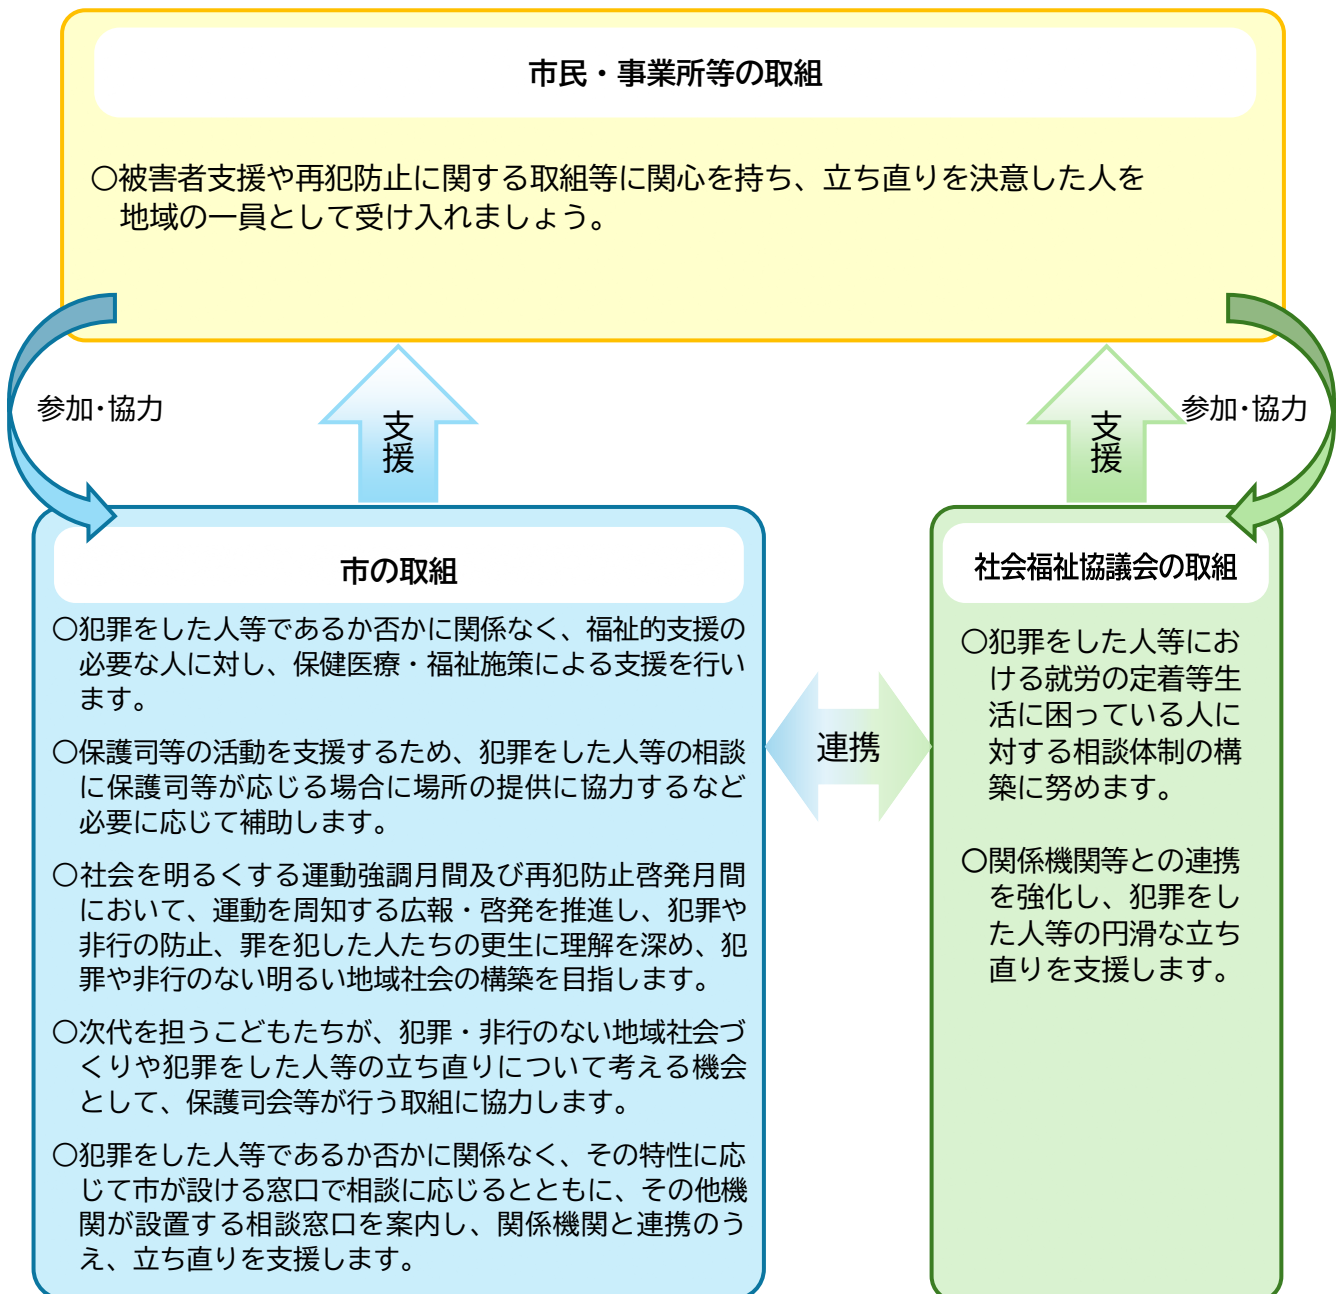 市民・事業所等の取組
〇被害者支援や再犯防止に関する取組等に関心を持ち、立ち直りを決意した人を
地域の一員として受け入れましょう。
参加･協力
支援
支援
参加･協力
市の取組
〇犯罪をした人等であるか否かに関係なく、福祉的支援の
必要な人に対し、保健医療・福祉施策による支援を行い
ます。
〇保護司等の活動を支援するため、犯罪をした人等の相談
に保護司等が応じる場合に場所の提供に協力するなど
必要に応じて補助します。
〇社会を明るくする運動強調月間及び再犯防止啓発月間
において、運動を周知する広報・啓発を推進し、犯罪や
非行の防止、罪を犯した人たちの更生に理解を深め、犯
罪や非行のない明るい地域社会の構築を目指します。
〇次代を担うこどもたちが、犯罪・非行のない地域社会づ
くりや犯罪をした人等の立ち直りについて考える機会
として、保護司会等が行う取組に協力します。
〇犯罪をした人等であるか否かに関係なく、その特性に応
じて市が設ける窓口で相談に応じるとともに、その他機
関が設置する相談窓口を案内し、関係機関と連携のう
え、立ち直りを支援します。
連携
社会福祉協議会の取組
〇犯罪をした人等にお
ける就労の定着等生
活に困っている人に
対する相談体制の構
築に努めます。
〇関係機関等との連携
を強化し、犯罪をし
た人等の円滑な立ち
直りを支援します。